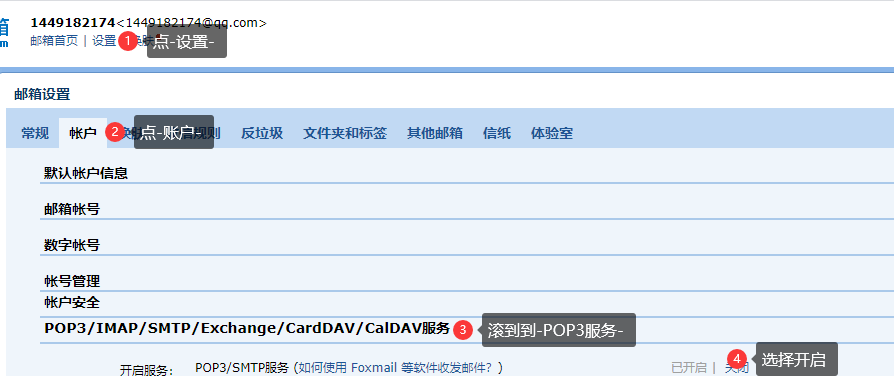 箱
1449182174<1449182174@qq.com>
邮箱首页 | 设置 1 换肤 点-设置-
邮箱设置
常规 帐户 2 换肤 点-账户- 规则 反垃圾 文件夹和标签 其他邮箱 信纸 体验室
默认帐户信息
邮箱帐号
数字帐号
帐号管理
帐户安全
POP3/IMAP/SMTP/Exchange/CardDAV/CalDAV服务 3 滚到到-POP3服务-
开启服务： POP3/SMTP服务 (如何使用 Foxmail 等软件收发邮件？) 已开启 | 关闭 4 选择开启